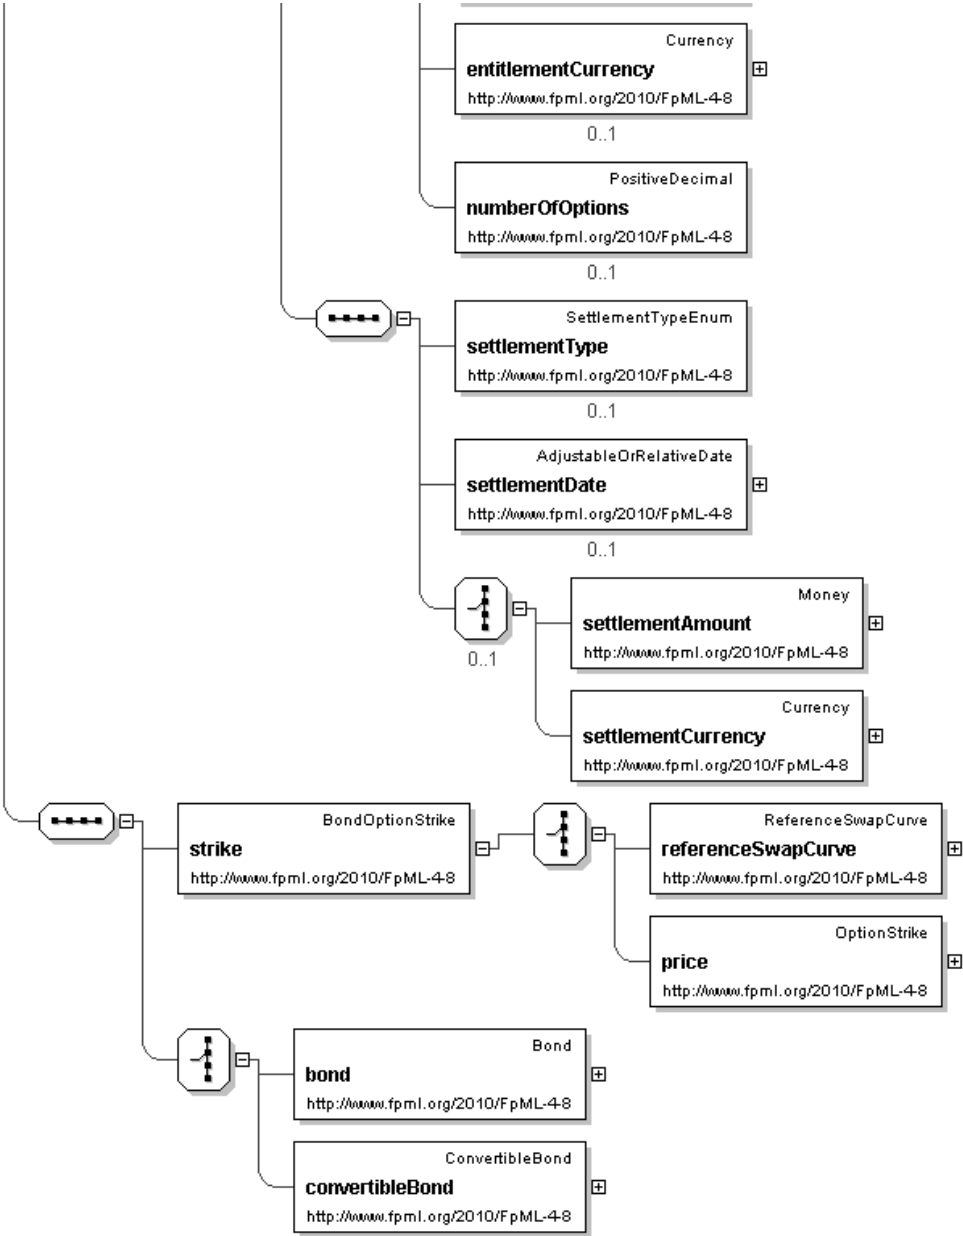 Currency
entitlementCurrency
http://www.fpml.org/2010/FpML-4-8
0..1
PositiveDecimal
numberOfOptions
http://www.fpml.org/2010/FpML-4-8
0..1
SettlementTypeEnum
settlementType
http://www.fpml.org/2010/FpML-4-8
0..1
AdjustableOrRelativeDate
settlementDate
http://www.fpml.org/2010/FpML-4-8
0..1
Money
settlementAmount
http://www.fpml.org/2010/FpML-4-8
0..1
Currency
settlementCurrency
http://www.fpml.org/2010/FpML-4-8
BondOptionStrike
strike
http://www.fpml.org/2010/FpML-4-8
ReferenceSwapCurve
referenceSwapCurve
http://www.fpml.org/2010/FpML-4-8
OptionStrike
price
http://www.fpml.org/2010/FpML-4-8
Bond
bond
http://www.fpml.org/2010/FpML-4-8
ConvertibleBond
convertibleBond
http://www.fpml.org/2010/FpML-4-8